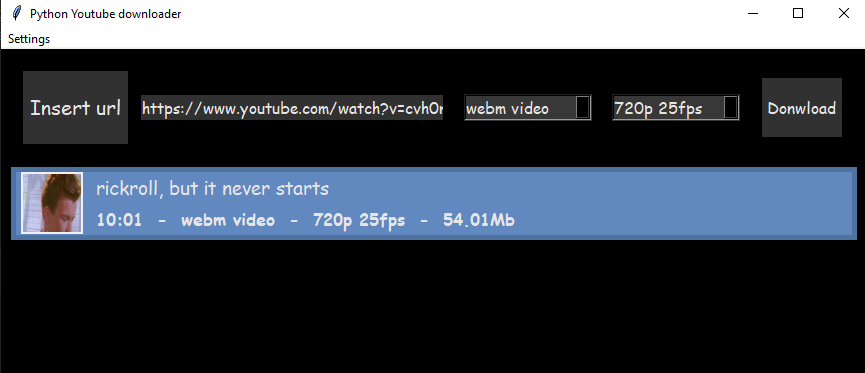 Python Youtube downloader
Settings
Insert url https://www.youtube.com/watch?v=cvh0r webm video 720p 25fps Donwload
rickroll, but it never starts
10:01 - webm video - 720p 25fps - 54.01Mb